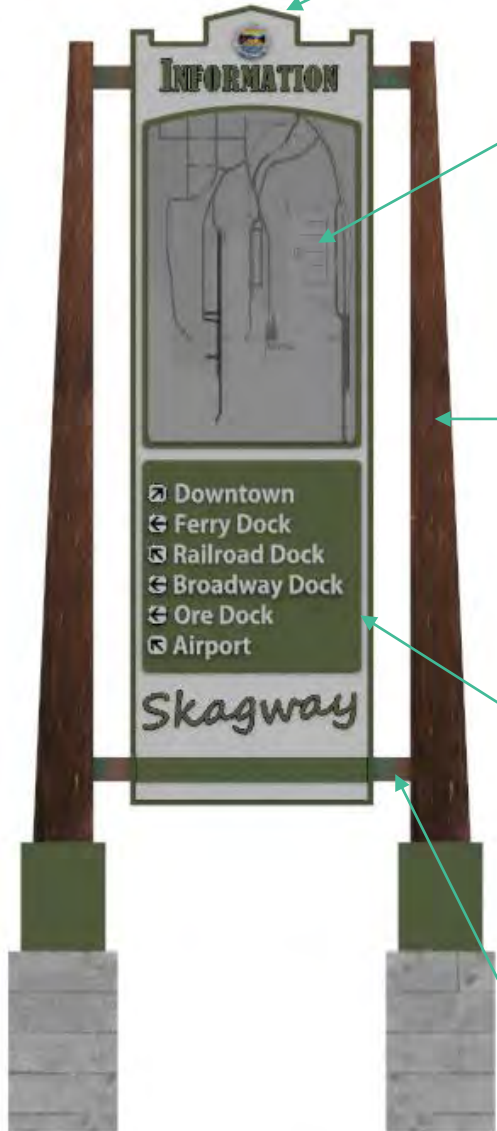 INFORMATION
Downtown
Ferry Dock
Railroad Dock
Broadway Dock
Ore Dock
Airport
Skagway